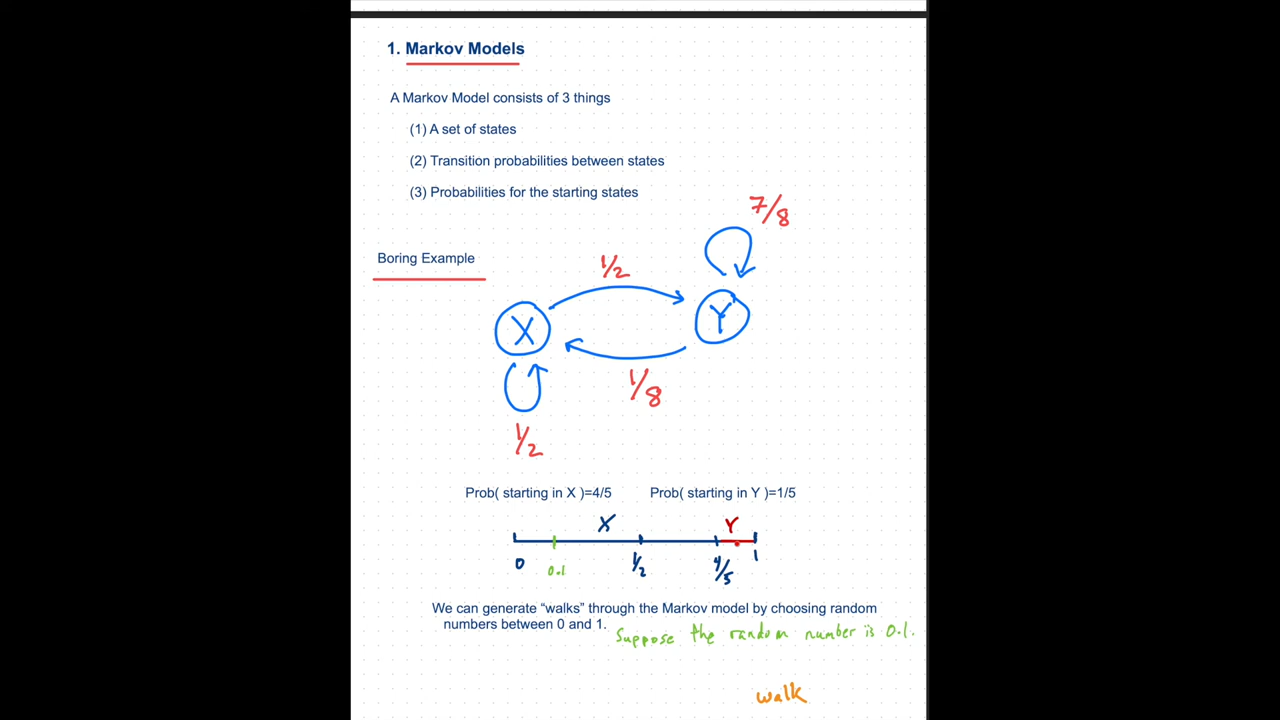 1. Markov Models
A Markov Model consists of 3 things
(1) A set of states
(2) Transition probabilities between states
(3) Probabilities for the starting states
7/8
Boring Example
1/2
X
Y
1/8
1/2
Prob( starting in X )=4/5 Prob( starting in Y )=1/5
X Y
0 0.1 1/2 4/5 1
We can generate “walks” through the Markov model by choosing random
numbers between 0 and 1.
Suppose the random number is 0.1.
walk